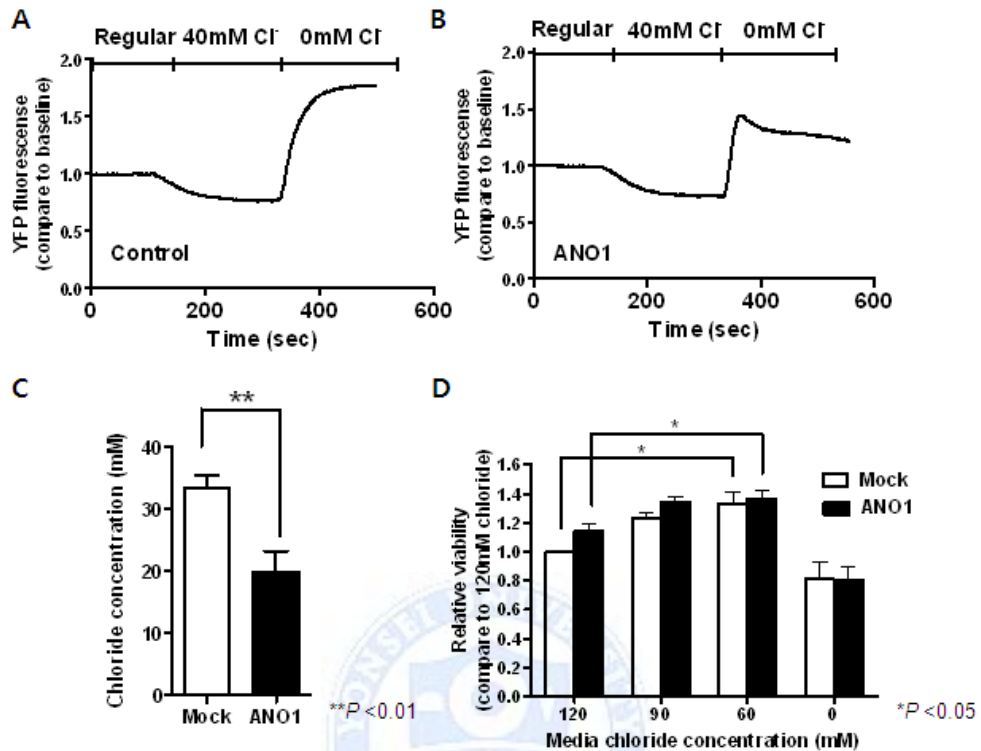 A
Regular 40mM Cl⁻ 0mM Cl⁻
2.0
1.5
1.0
0.5
0.0
YFP fluorescense
(compare to baseline)
Control
0 200 400 600
Time (sec)
B
Regular 40mM Cl⁻ 0mM Cl⁻
2.0
1.5
1.0
0.5
0.0
YFP fluorescense
(compare to baseline)
ANO1
0 200 400 600
Time (sec)
C
**
40
30
20
10
0
Chloride concentration (mM)
Mock ANO1
**P <0.01
D
*
*
1.6
1.4
1.2
1.0
0.8
0.6
0.4
0.2
0.0
Relative viability
(compare to 120mM chloride)
Mock
ANO1
120 90 60 0
Media chloride concentration (mM)
*P <0.05
YONSEI UNIVERSITY